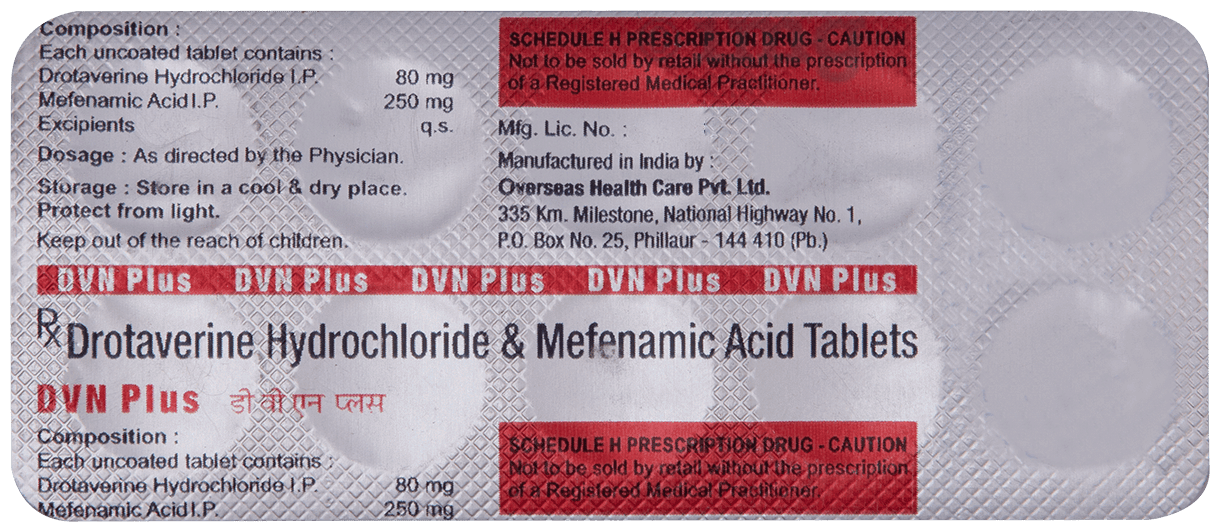 Composition :
Each uncoated tablet contains :
Drotaverine Hydrochloride I.P. 80 mg
Mefenamic Acid I.P. 250 mg
Excipients q.s.
Dosage : As directed by the Physician.
Storage : Store in a cool & dry place.
Protect from light.
Keep out of the reach of children.
SCHEDULE H PRESCRIPTION DRUG - CAUTION
Not to be sold by retail without the prescription
of a Registered Medical Practitioner.
Mfg. Lic. No. :
Manufactured in India by :
Overseas Health Care Pvt. Ltd.
335 Km. Milestone, National Highway No. 1,
P.O. Box No. 25, Phillaur - 144 410 (Pb.)
DVN Plus DVN Plus DVN Plus DVN Plus DVN Plus
Rx Drotaverine Hydrochloride & Mefenamic Acid Tablets
DVN Plus डी वी एन प्लस
Composition :
Each uncoated tablet contains :
Drotaverine Hydrochloride I.P. 80 mg
Mefenamic Acid I.P. 250 mg
SCHEDULE H PRESCRIPTION DRUG - CAUTION
Not to be sold by retail without the prescription
of a Registered Medical Practitioner.